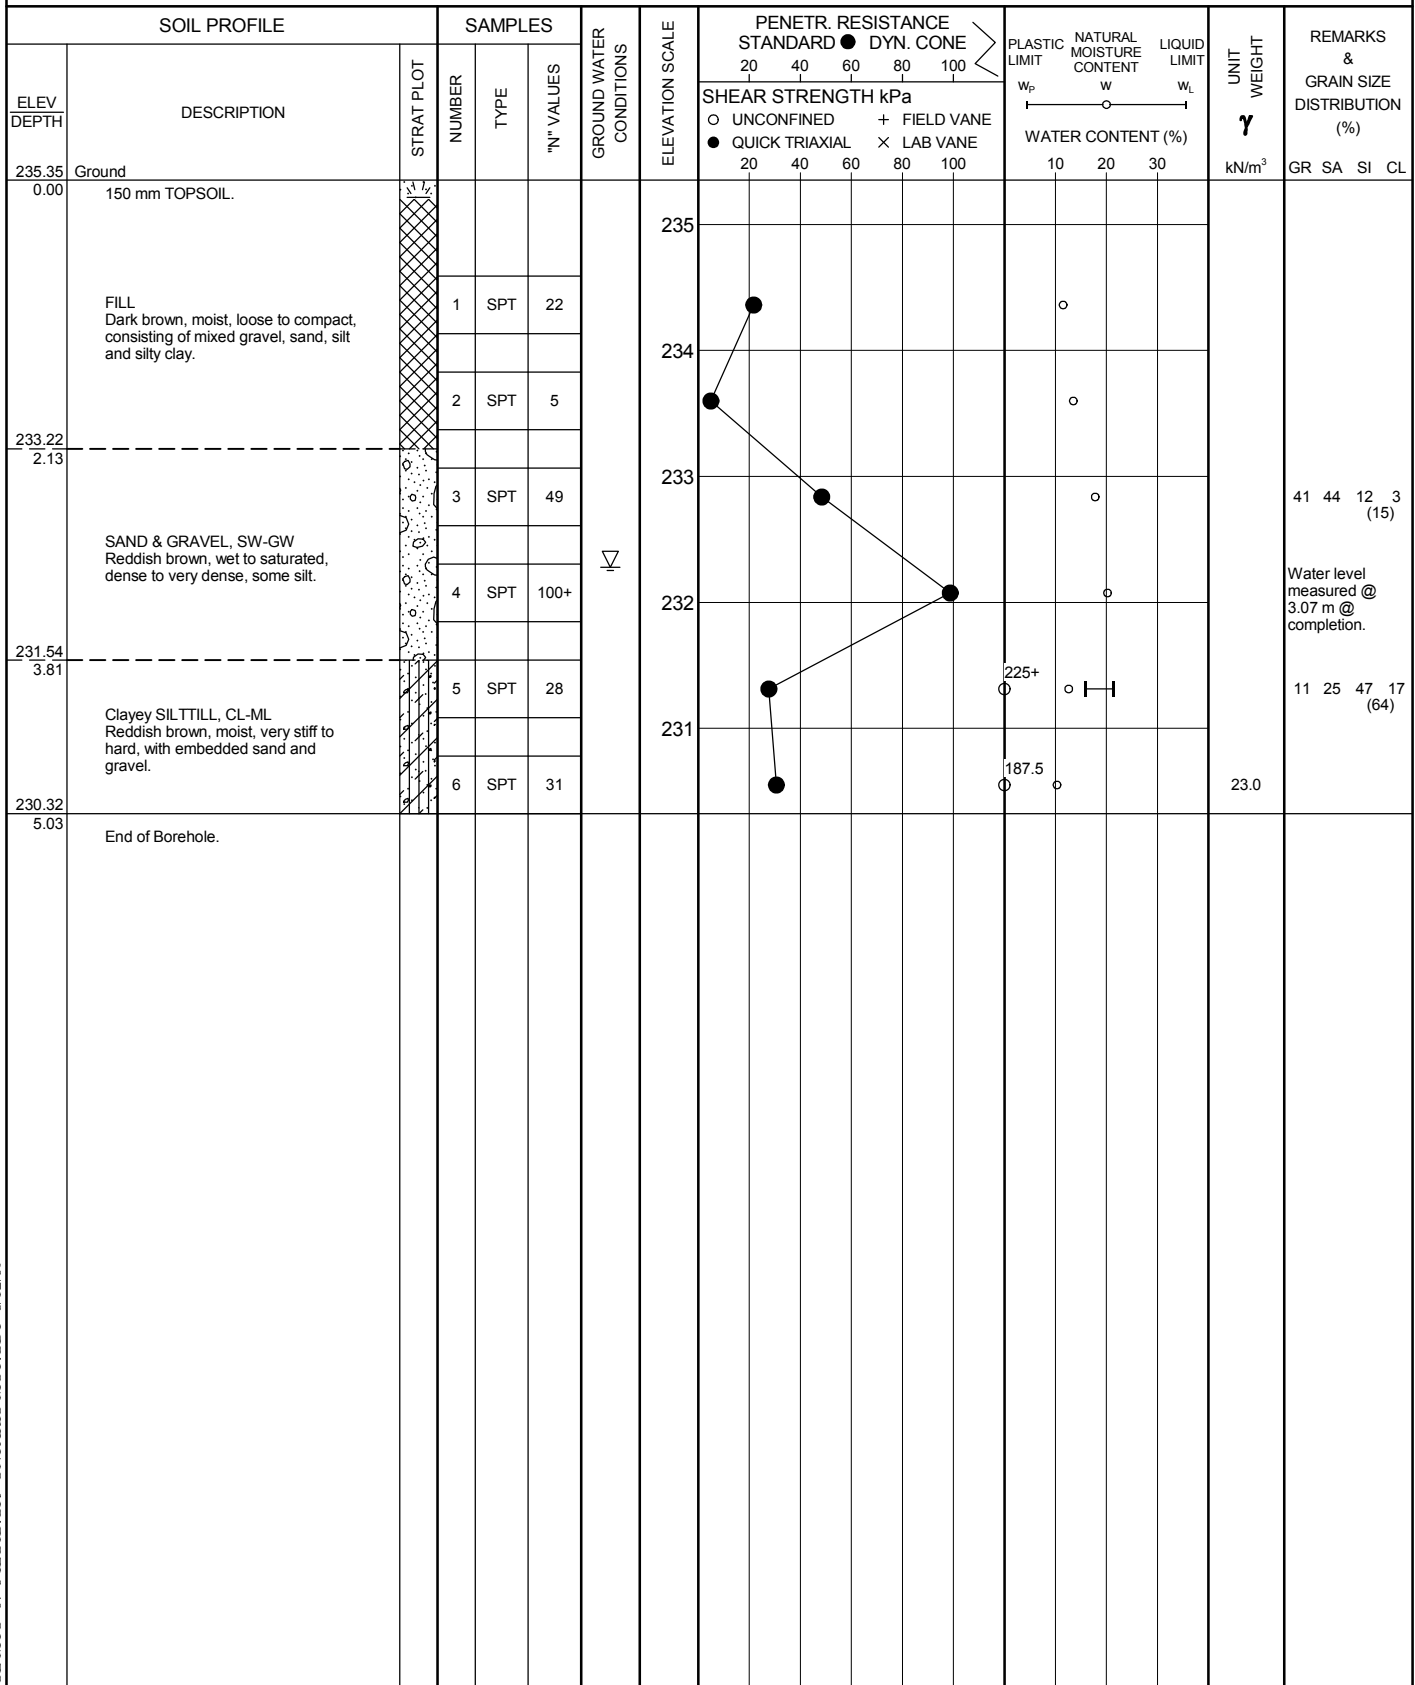 SOIL PROFILE
SAMPLES
GROUND WATER
CONDITIONS
ELEVATION SCALE
PENETR. RESISTANCE
STANDARD ● DYN. CONE
20 40 60 80 100
SHEAR STRENGTH kPa
○ UNCONFINED + FIELD VANE
● QUICK TRIAXIAL × LAB VANE
20 40 60 80 100
PLASTIC
LIMIT
NATURAL
MOISTURE
CONTENT
LIQUID
LIMIT
WP W WL
WATER CONTENT (%)
10 20 30
UNIT
WEIGHT
γ
kN/m³
REMARKS
&
GRAIN SIZE
DISTRIBUTION
(%)
GR SA SI CL
ELEV
DEPTH
DESCRIPTION
STRAT PLOT
NUMBER
TYPE
"N" VALUES
235.35 Ground
0.00
150 mm TOPSOIL.
235
FILL
Dark brown, moist, loose to compact,
consisting of mixed gravel, sand, silt
and silty clay.
1 SPT 22
234
2 SPT 5
233.22
2.13
233
3 SPT 49
41 44 12 3
(15)
SAND & GRAVEL, SW-GW
Reddish brown, wet to saturated,
dense to very dense, some silt.
4 SPT 100+
232
Water level
measured @
3.07 m @
completion.
231.54
3.81
225+
5 SPT 28
11 25 47 17
(64)
Clayey SILTTILL, CL-ML
Reddish brown, moist, very stiff to
hard, with embedded sand and
gravel.
231
187.5
6 SPT 31
23.0
230.32
5.03
End of Borehole.